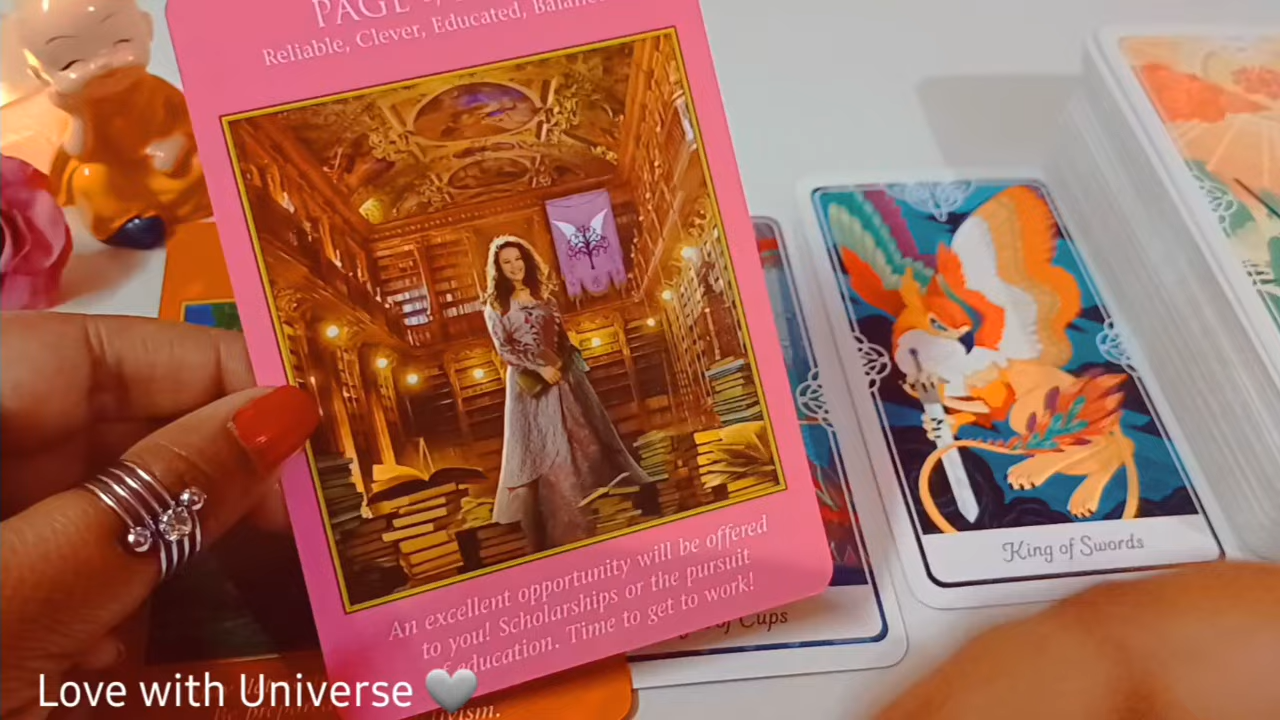 PAGE
Reliable, Clever, Educated,
An excellent opportunity will be offered
to you! Scholarships or the pursuit
of education. Time to get to work!
of Cups
King of Swords
Love with Universe 🤍